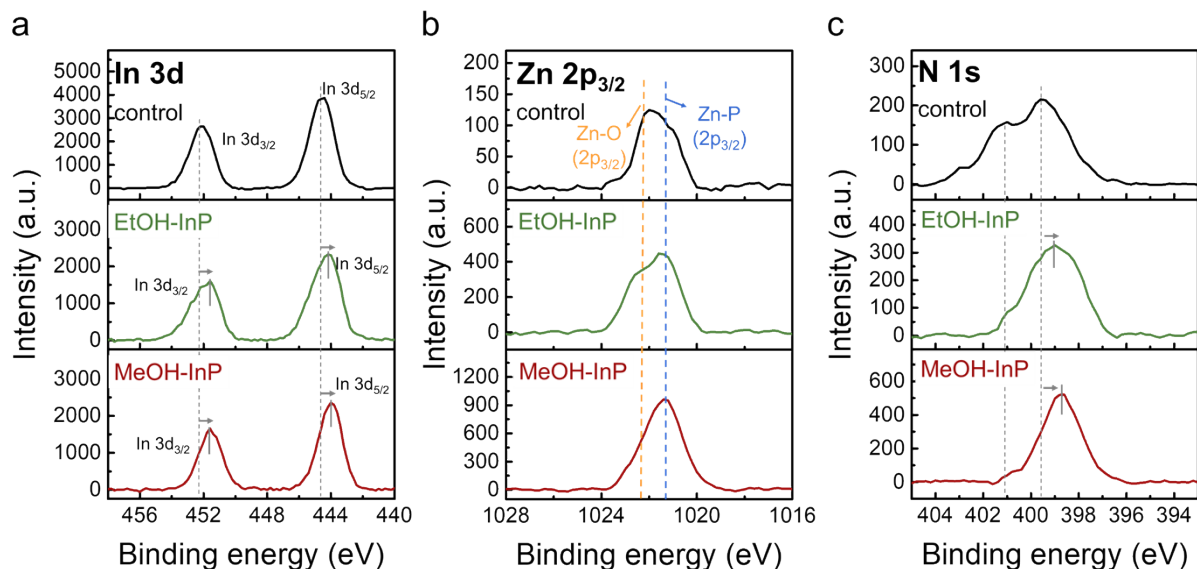 a
In 3d
control
In 3d3/2
In 3d5/2
5000
4000
3000
2000
1000
0
EtOH-InP
In 3d3/2
In 3d5/2
3000
2000
1000
0
MeOH-InP
In 3d3/2
In 3d5/2
3000
2000
1000
0
Intensity (a.u.)
456 452 448 444 440
Binding energy (eV)
b
Zn 2p3/2
control
Zn-O
(2p3/2)
Zn-P
(2p3/2)
200
150
100
50
0
EtOH-InP
600
400
200
0
MeOH-InP
1200
900
600
300
0
Intensity (a.u.)
1028 1024 1020 1016
Binding energy (eV)
c
N 1s
control
300
200
100
0
EtOH-InP
400
300
200
100
0
MeOH-InP
600
400
200
0
Intensity (a.u.)
404 402 400 398 396 394
Binding energy (eV)